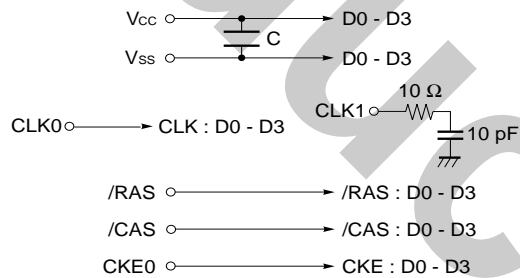 VCC D0 - D3
C
VSS D0 - D3
10 Ω
CLK1
CLK0 CLK : D0 - D3
10 pF
/RAS /RAS : D0 - D3
/CAS /CAS : D0 - D3
CKE0 CKE : D0 - D3